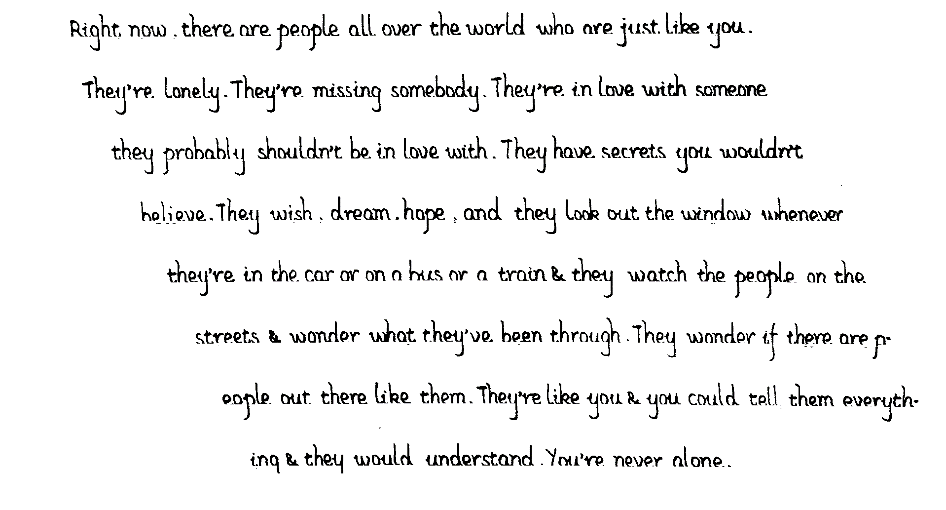 Right now, there are people all over the world who are just like you.
They're lonely. They're missing somebody. They're in love with someone
they probably shouldn't be in love with. They have secrets you wouldn't
believe. They wish, dream, hope, and they look out the window whenever
they're in the car or on a bus or a train & they watch the people on the
streets & wonder what they've been through. They wonder if there are p-
eople out there like them. They're like you & you could tell them everyth-
ing & they would understand. You're never alone..